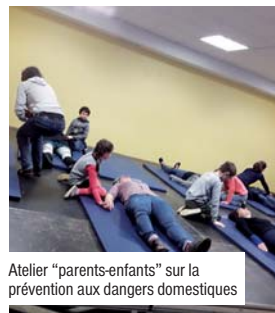 Atelier “parents-enfants” sur la
prévention aux dangers domestiques